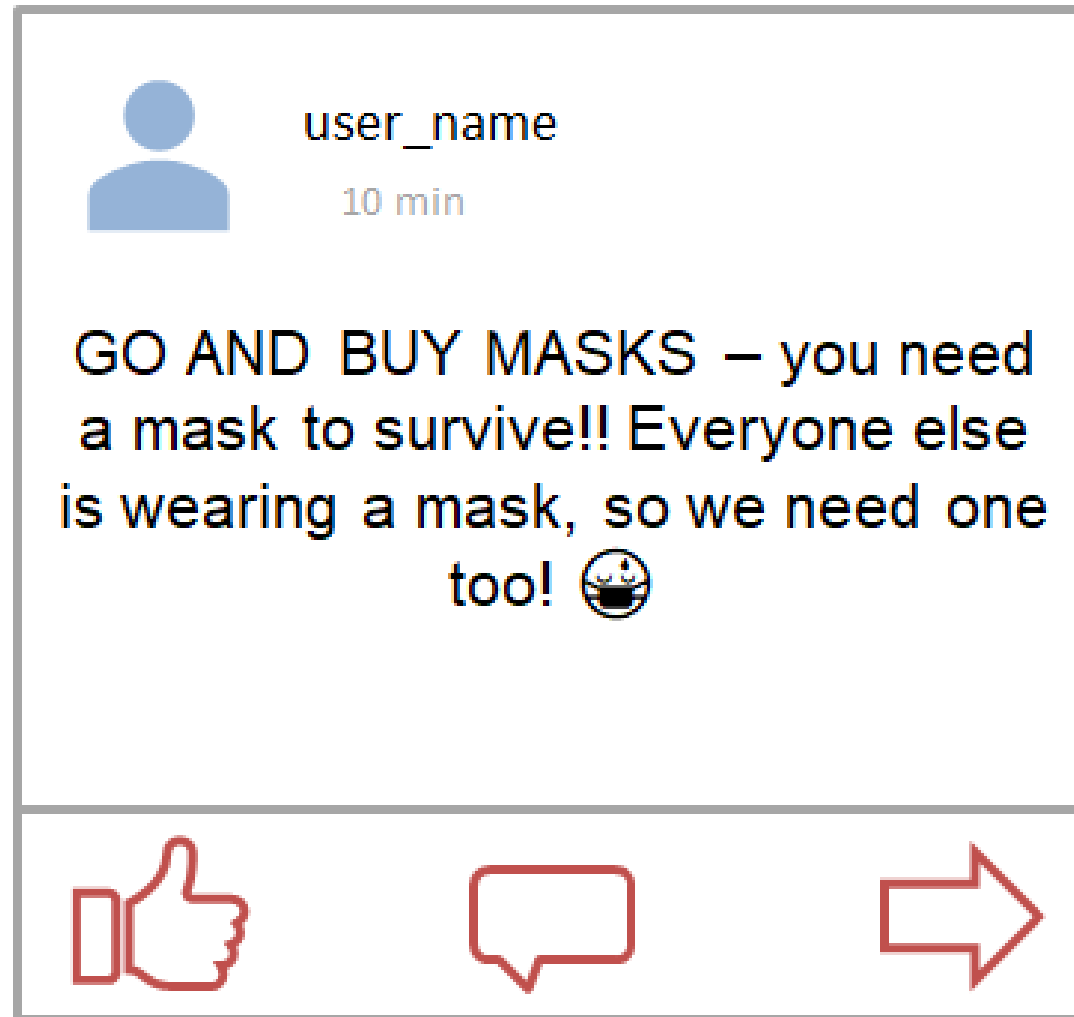 user_name
10 min
GO AND BUY MASKS – you need
a mask to survive!! Everyone else
is wearing a mask, so we need one
too! 😷